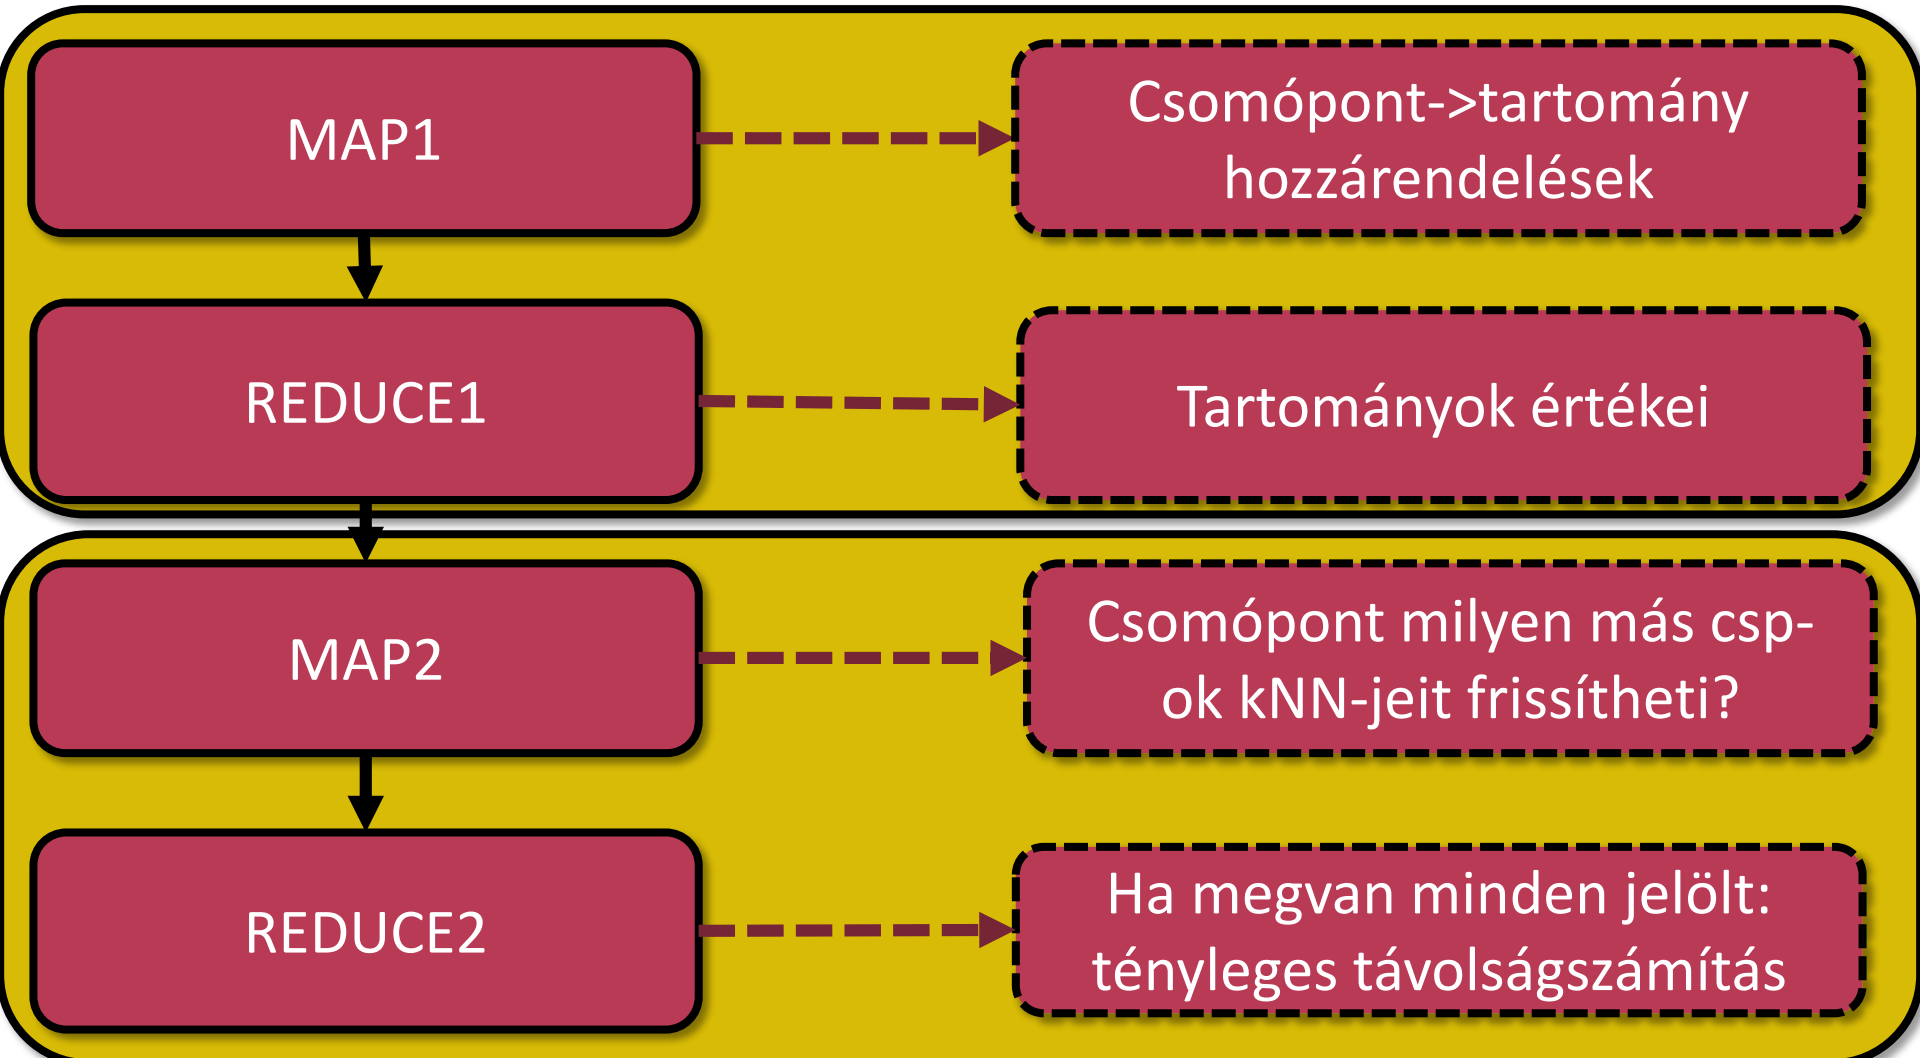 MAP1
Csomópont->tartomány
hozzárendelések
REDUCE1
Tartományok értékei
MAP2
Csomópont milyen más csp-
ok kNN-jeit frissítheti?
REDUCE2
Ha megvan minden jelölt:
tényleges távolságszámítás